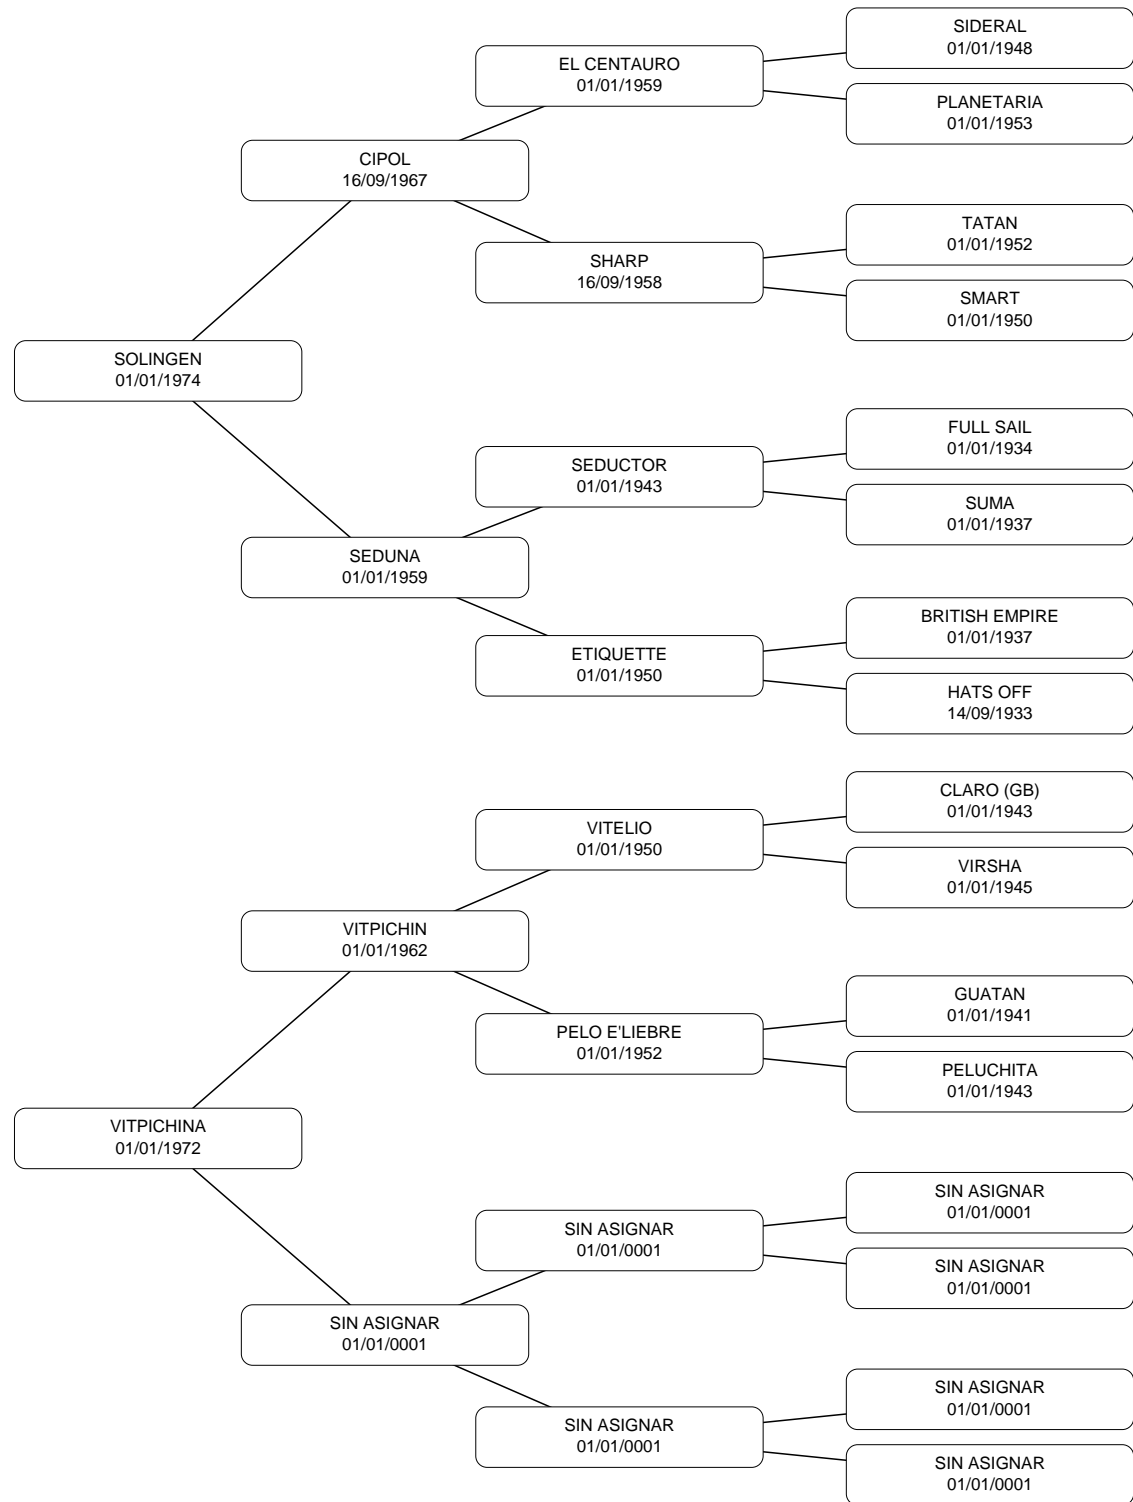 SIDERAL
01/01/1948
EL CENTAURO
01/01/1959
PLANETARIA
01/01/1953
CIPOL
16/09/1967
TATAN
01/01/1952
SHARP
16/09/1958
SMART
01/01/1950
SOLINGEN
01/01/1974
FULL SAIL
01/01/1934
SEDUCTOR
01/01/1943
SUMA
01/01/1937
SEDUNA
01/01/1959
BRITISH EMPIRE
01/01/1937
ETIQUETTE
01/01/1950
HATS OFF
14/09/1933
CLARO (GB)
01/01/1943
VITELIO
01/01/1950
VIRSHA
01/01/1945
VITPICHIN
01/01/1962
GUATAN
01/01/1941
PELO E'LIEBRE
01/01/1952
PELUCHITA
01/01/1943
VITPICHINA
01/01/1972
SIN ASIGNAR
01/01/0001
SIN ASIGNAR
01/01/0001
SIN ASIGNAR
01/01/0001
SIN ASIGNAR
01/01/0001
SIN ASIGNAR
01/01/0001
SIN ASIGNAR
01/01/0001
SIN ASIGNAR
01/01/0001